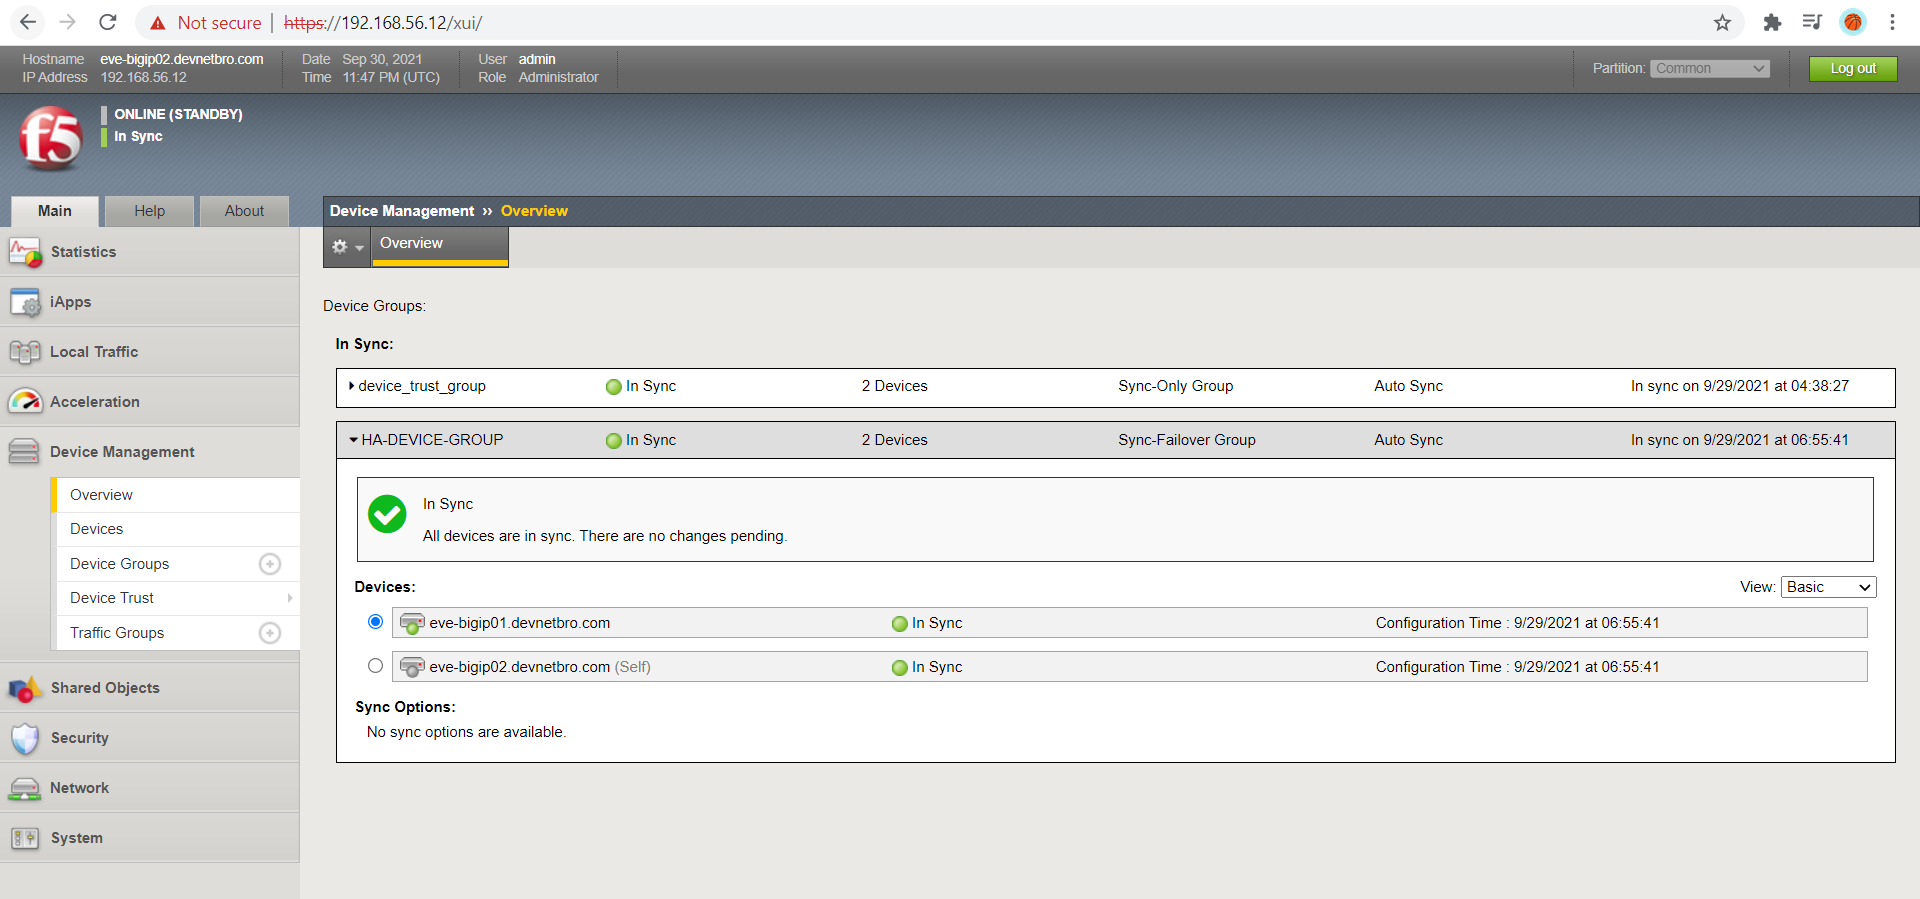 Not secure | https://192.168.56.12/xui/
Hostname eve-bigip02.devnetbro.com Date Sep 30, 2021 User admin
IP Address 192.168.56.12 Time 11:47 PM (UTC) Role Administrator
Partition: Common Log out
f5
ONLINE (STANDBY)
In Sync
Main Help About
Device Management ›› Overview
Overview
Statistics
iApps
Local Traffic
Acceleration
Device Management
Overview
Devices
Device Groups
Device Trust
Traffic Groups
Shared Objects
Security
Network
System
Device Groups:
In Sync:
device_trust_group In Sync 2 Devices Sync-Only Group Auto Sync In sync on 9/29/2021 at 04:38:27
HA-DEVICE-GROUP In Sync 2 Devices Sync-Failover Group Auto Sync In sync on 9/29/2021 at 06:55:41
In Sync
All devices are in sync. There are no changes pending.
Devices: View: Basic
eve-bigip01.devnetbro.com In Sync Configuration Time : 9/29/2021 at 06:55:41
eve-bigip02.devnetbro.com (Self) In Sync Configuration Time : 9/29/2021 at 06:55:41
Sync Options:
No sync options are available.